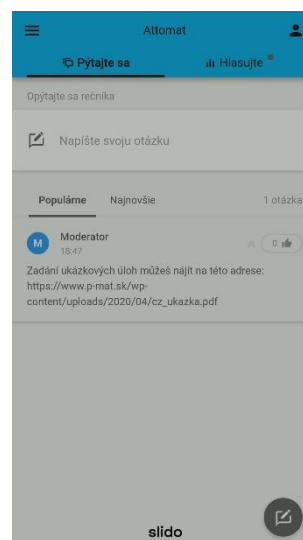 Attomat
Pýtajte sa
Hlasujte
Opýtajte sa rečníka
Napíšte svoju otázku
Populárne
Najnovšie
1 otázka
M
Moderator
18:47
0
Zadání ukázkových úloh můžeš nájít na této adrese:
https://www.p-mat.sk/wp-
content/uploads/2020/04/cz_ukazka.pdf
slido